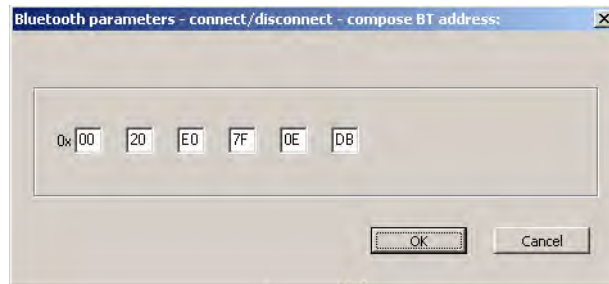 Bluetooth parameters - connect/disconnect - compose BT address:
0x 00 20 E0 7F 0E DB
OK Cancel